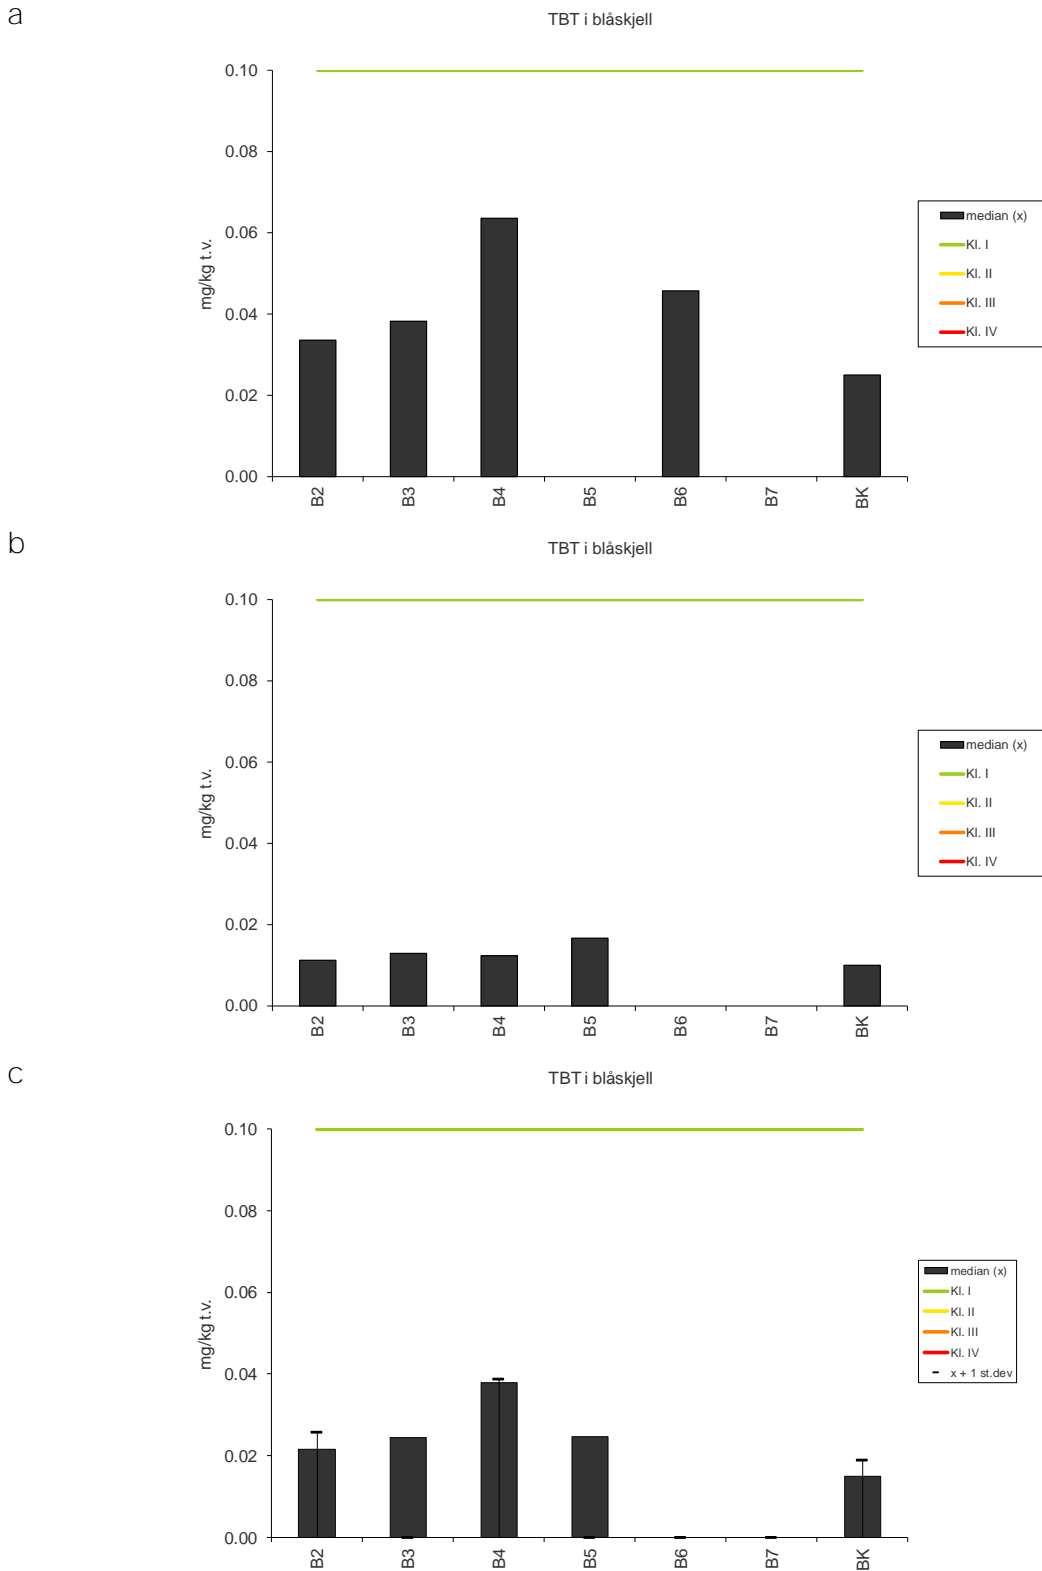 a
TBT i blåskjell
0.10
0.08
0.06
0.04
0.02
0.00
mg/kg t.v.
B2 B3 B4 B5 B6 B7 BK
median (x)
Kl. I
Kl. II
Kl. III
Kl. IV
b
TBT i blåskjell
0.10
0.08
0.06
0.04
0.02
0.00
mg/kg t.v.
B2 B3 B4 B5 B6 B7 BK
median (x)
Kl. I
Kl. II
Kl. III
Kl. IV
c
TBT i blåskjell
0.10
0.08
0.06
0.04
0.02
0.00
mg/kg t.v.
B2 B3 B4 B5 B6 B7 BK
median (x)
Kl. I
Kl. II
Kl. III
Kl. IV
x + 1 st.dev